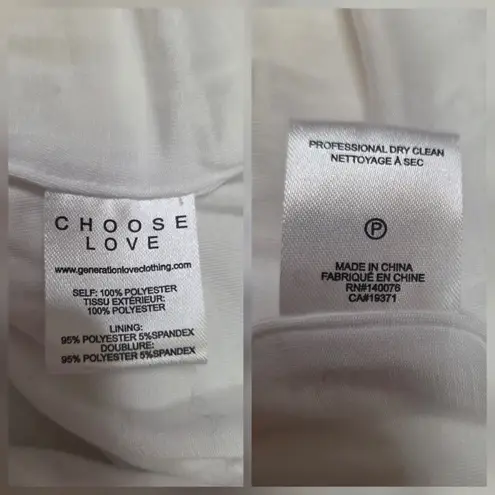 CHOOSE
LOVE
www.generationloveclothing.com
SELF: 100% POLYESTER
TISSU EXTÉRIEUR:
100% POLYESTER
LINING:
95% POLYESTER 5%SPANDEX
DOUBLURE:
95% POLYESTER 5%SPANDEX
PROFESSIONAL DRY CLEAN
NETTOYAGE À SEC
P
MADE IN CHINA
FABRIQUÉ EN CHINE
RN#140076
CA#19371